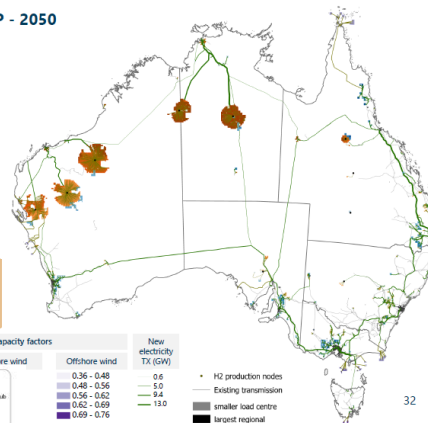 P - 2050
apacity factors
re wind
Offshore wind
0.36 - 0.48
0.48 - 0.56
0.56 - 0.62
0.62 - 0.69
0.69 - 0.76
New
electricity
TX (GW)
0.6
5.0
9.4
13.0
H2 production nodes
Existing transmission
smaller load centre
largest regional
32